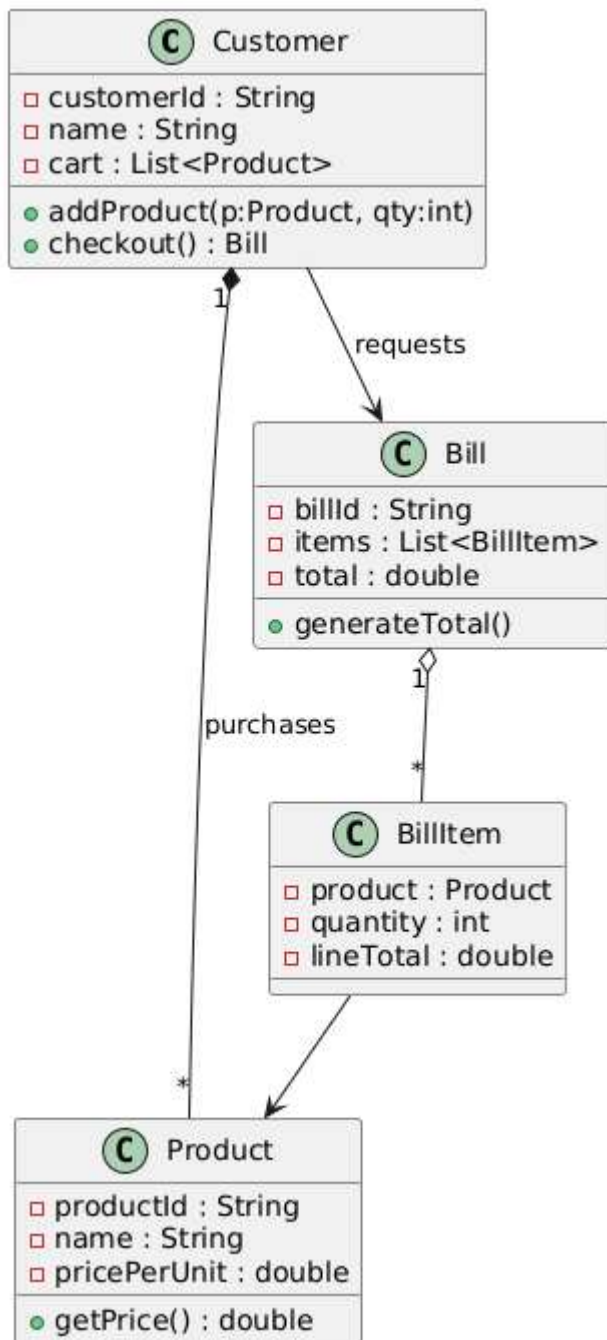 C Customer
customerId : String
name : String
cart : List<Product>
addProduct(p:Product, qty:int)
checkout() : Bill
1
requests
C Bill
billId : String
items : List<BillItem>
total : double
generateTotal()
1
purchases
*
C BillItem
product : Product
quantity : int
lineTotal : double
*
C Product
productId : String
name : String
pricePerUnit : double
getPrice() : double